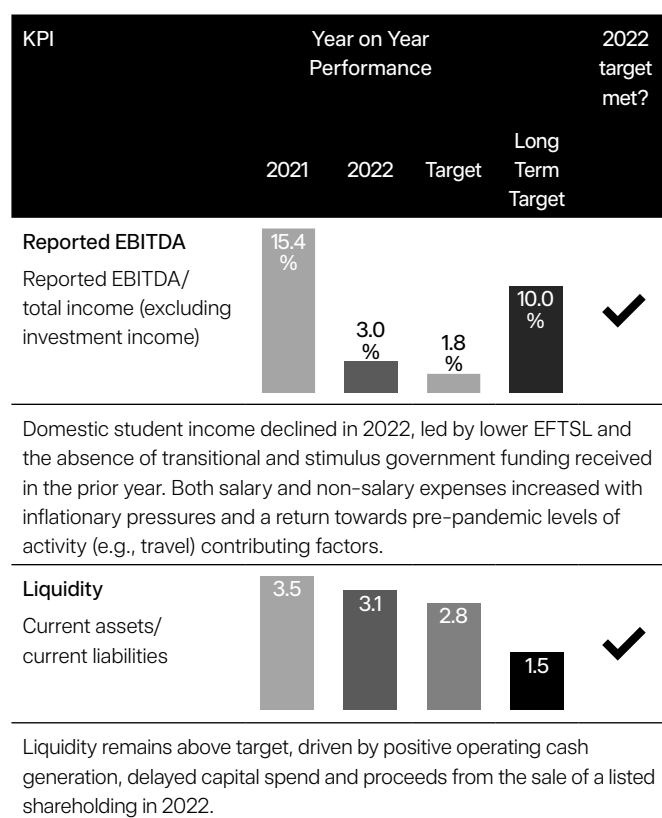 KPI
Year on Year
Performance
2022
target
met?
2021
2022
Target
Long
Term
Target
Reported EBITDA
Reported EBITDA/
total income (excluding
investment income)
15.4
%
3.0
%
1.8
%
10.0
%
Domestic student income declined in 2022, led by lower EFTSL and
the absence of transitional and stimulus government funding received
in the prior year. Both salary and non-salary expenses increased with
inflationary pressures and a return towards pre-pandemic levels of
activity (e.g., travel) contributing factors.
Liquidity
Current assets/
current liabilities
3.5
3.1
2.8
1.5
Liquidity remains above target, driven by positive operating cash
generation, delayed capital spend and proceeds from the sale of a listed
shareholding in 2022.